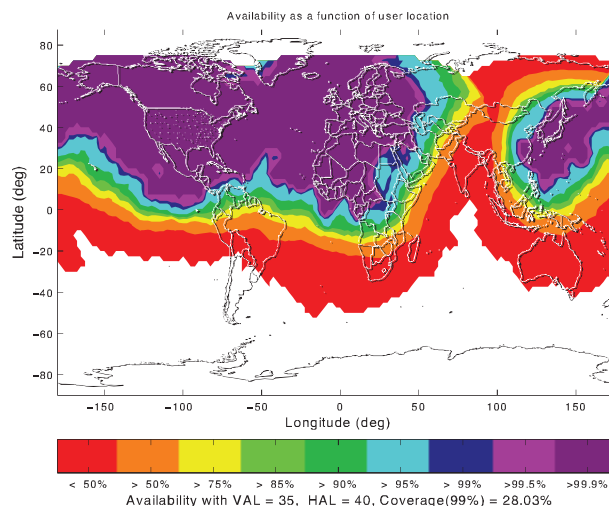 Availability as a function of user location
80
60
40
20
0
−20
−40
−60
−80
Latitude (deg)
−150 −100 −50 0 50 100 150
Longitude (deg)
< 50% > 50% > 75% > 85% > 90% > 95% > 99% >99.5% >99.9%
Availability with VAL = 35, HAL = 40, Coverage(99%) = 28.03%